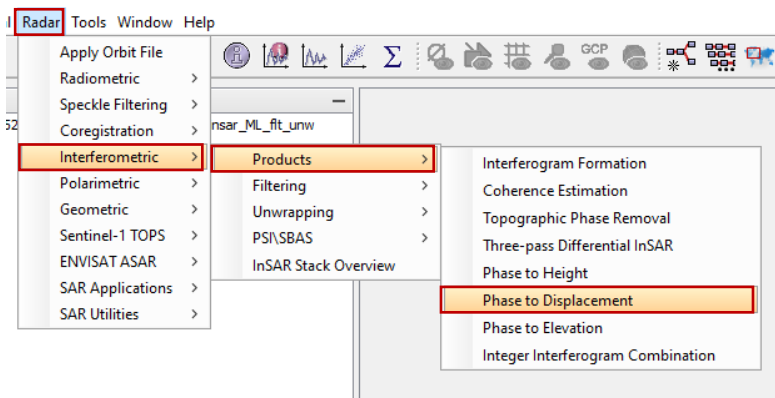 Radar Tools Window Help
GCP
Apply Orbit File
Radiometric
Speckle Filtering
Coregistration
nsar_ML_flt_unw
Interferometric
Products
Interferogram Formation
Polarimetric
Filtering
Coherence Estimation
Geometric
Unwrapping
Topographic Phase Removal
Sentinel-1 TOPS
PSI\SBAS
Three-pass Differential InSAR
ENVISAT ASAR
InSAR Stack Overview
Phase to Height
SAR Applications
Phase to Displacement
SAR Utilities
Phase to Elevation
Integer Interferogram Combination